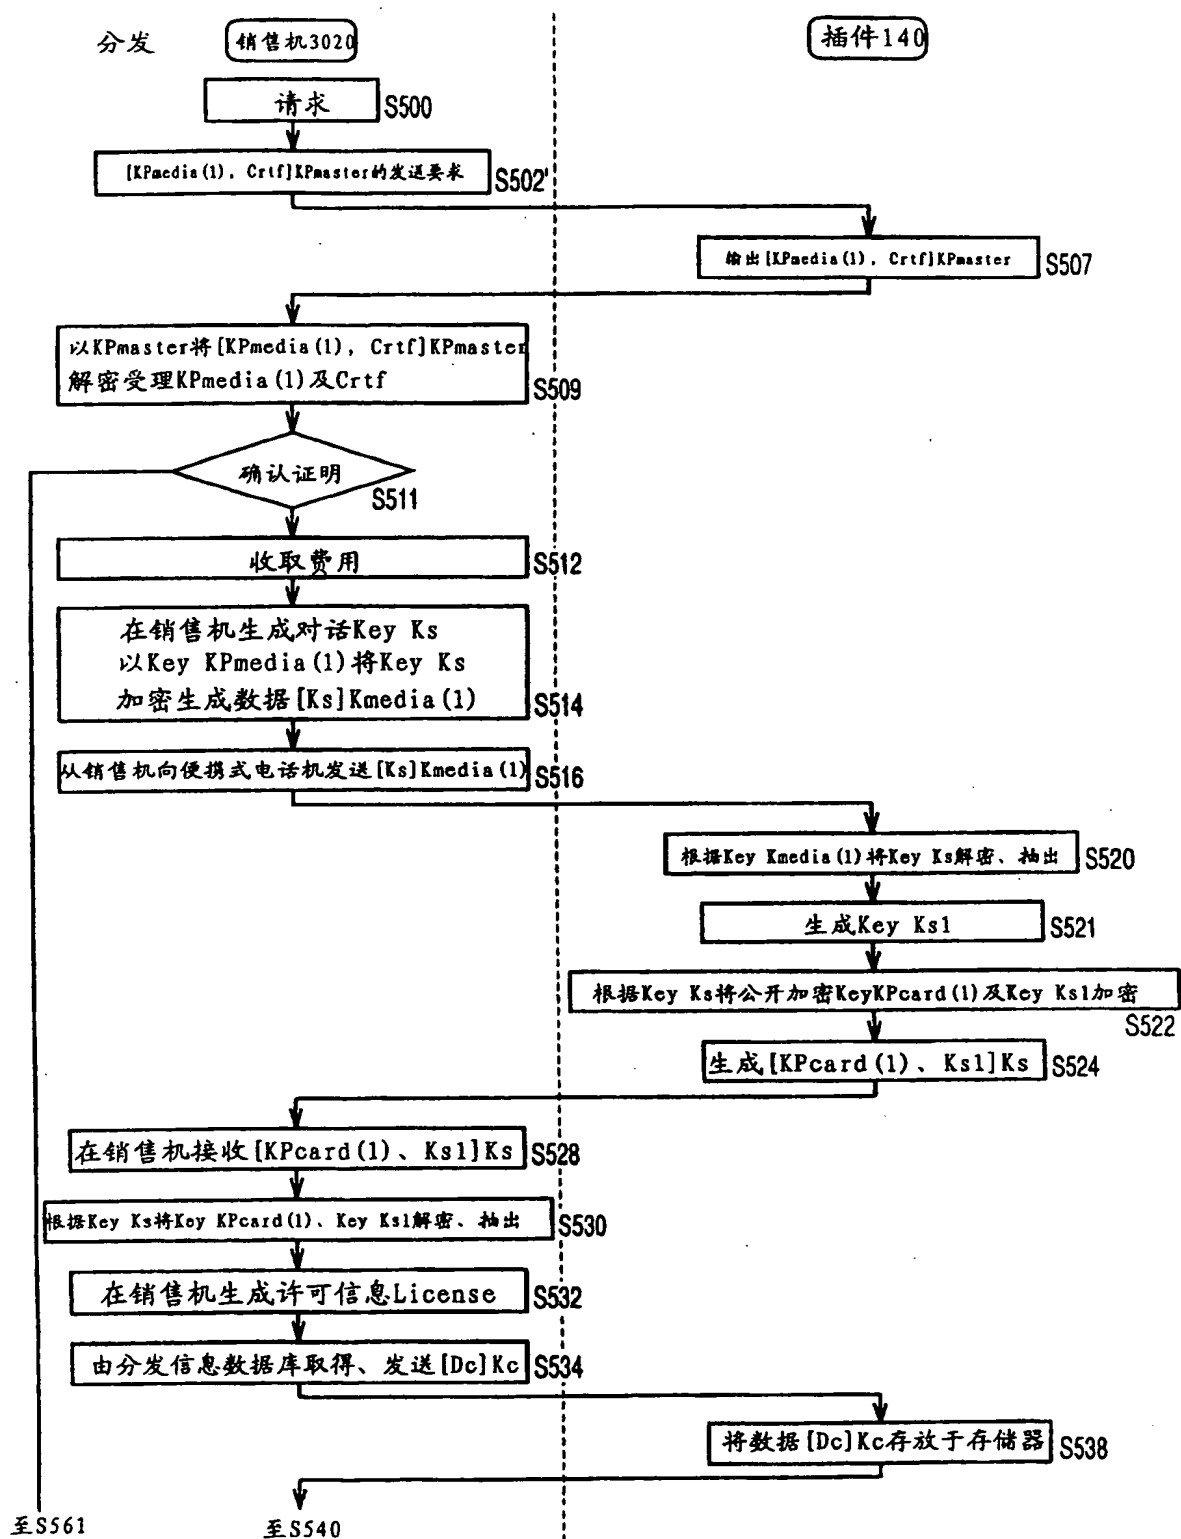 分发
销售机3020
插件140
请求
S500
[KPmedia(1), Crtf]KPmaster的发送要求
S502'
输出[KPmedia(1), Crtf]KPmaster
S507
以KPmaster将[KPmedia(1), Crtf]KPmaster
解密受理KPmedia(1)及Crtf
S509
确认证明
S511
收取费用
S512
在销售机生成对话Key Ks
以Key KPmedia(1)将Key Ks
加密生成数据[Ks]Kmedia(1)
S514
从销售机向便携式电话机发送[Ks]Kmedia(1)
S516
根据Key Kmedia(1)将Key Ks解密、抽出
S520
生成Key Ks1
S521
根据Key Ks将公开加密KeyKPcard(1)及Key Ks1加密
S522
生成[KPcard(1)、Ks1]Ks
S524
在销售机接收[KPcard(1)、Ks1]Ks
S528
根据Key Ks将Key KPcard(1)、Key Ks1解密、抽出
S530
在销售机生成许可信息License
S532
由分发信息数据库取得、发送[Dc]Kc
S534
将数据[Dc]Kc存放于存储器
S538
至S561
至S540